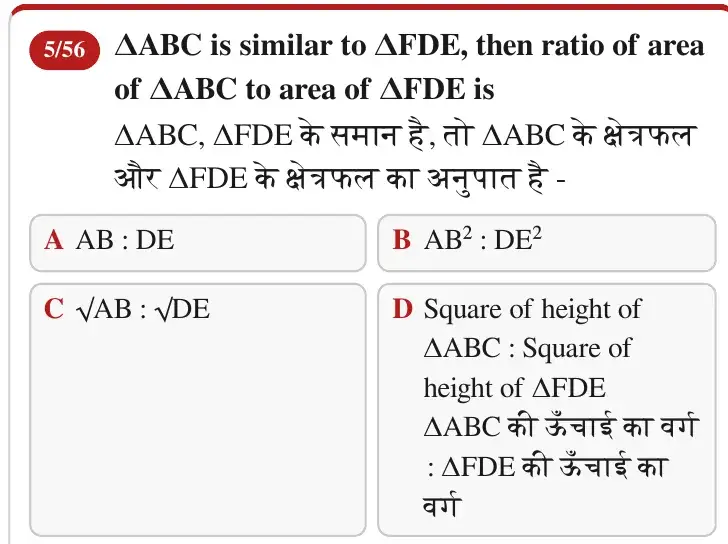 5/56 ΔABC is similar to ΔFDE, then ratio of area
of ΔABC to area of ΔFDE is
ΔABC, ΔFDE के समान है, तो ΔABC के क्षेत्रफल
और ΔFDE के क्षेत्रफल का अनुपात है -
A AB : DE
B AB² : DE²
C √AB : √DE
D Square of height of
ΔABC : Square of
height of ΔFDE
ΔABC की ऊँचाई का वर्ग
: ΔFDE की ऊँचाई का
वर्ग